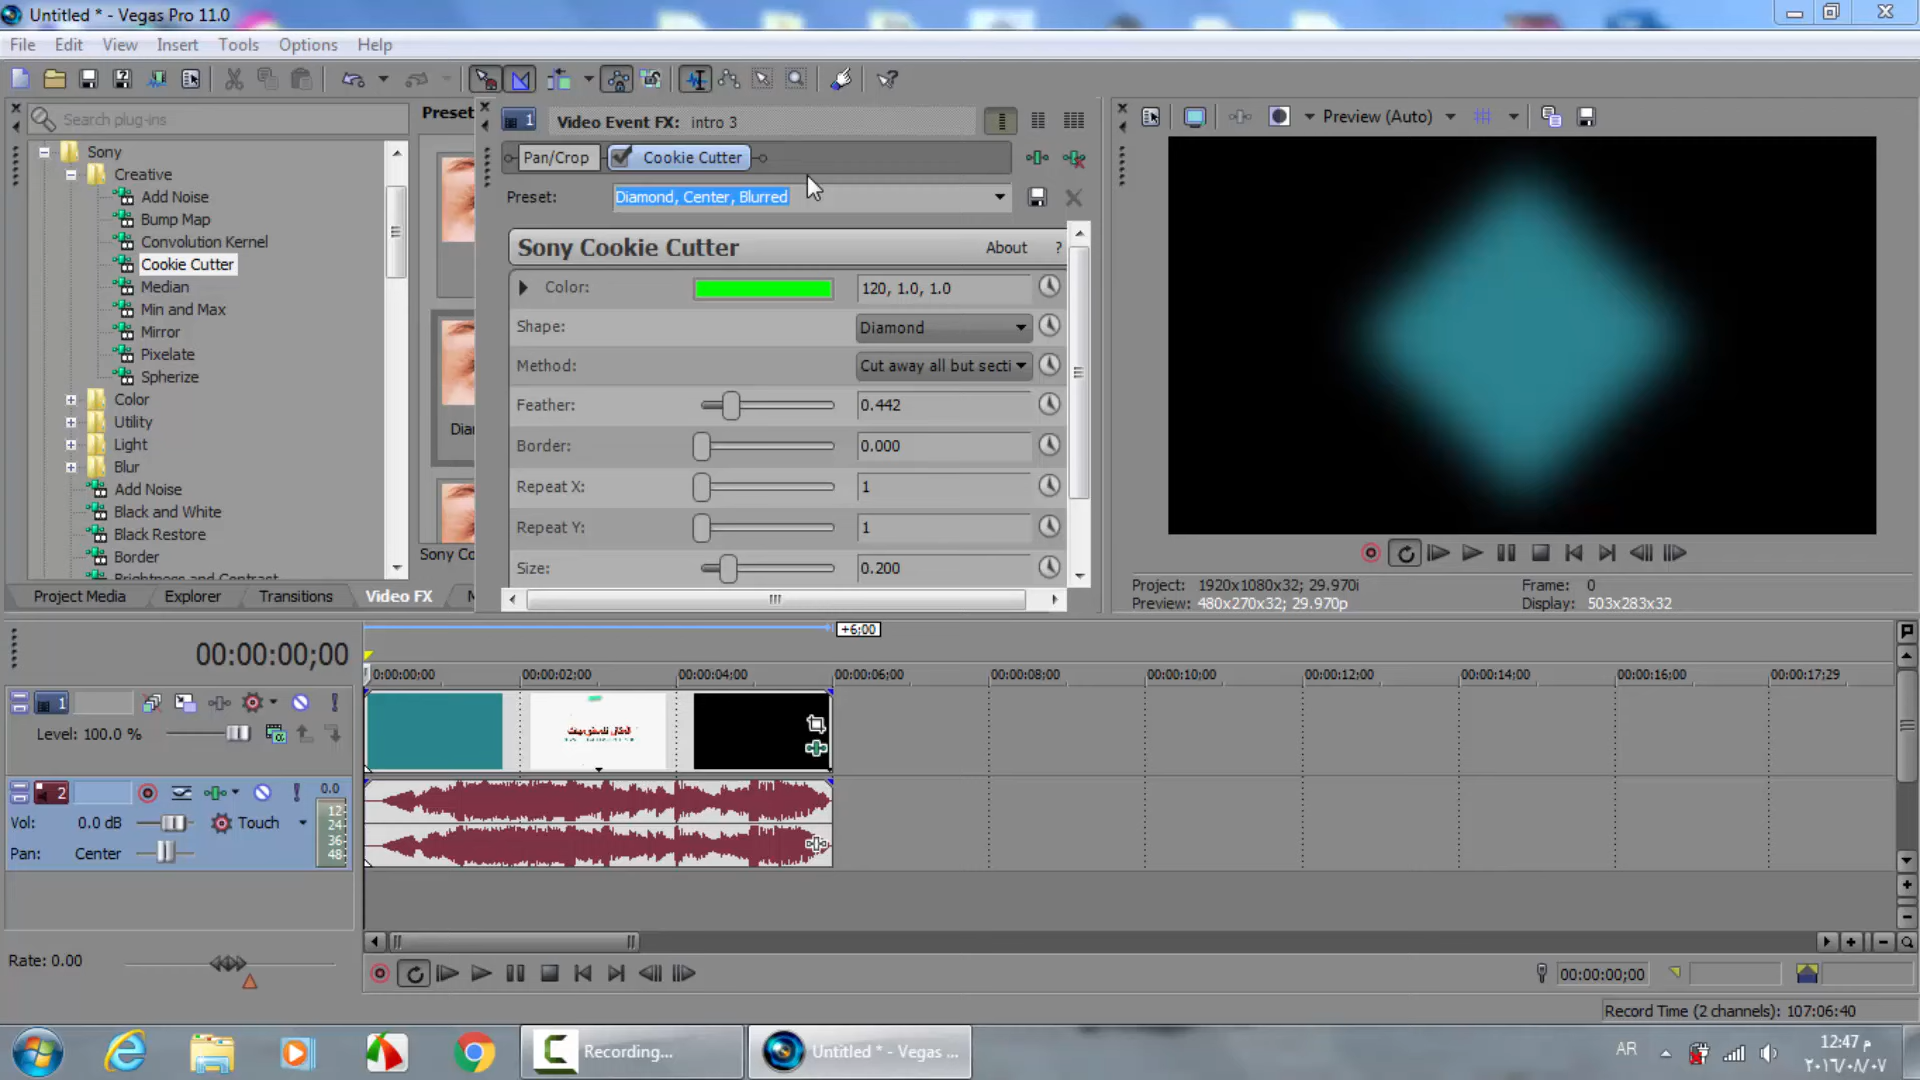 Untitled * - Vegas Pro 11.0
File Edit View Insert Tools Options Help
Search plug-ins
Sony
Creative
Add Noise
Bump Map
Convolution Kernel
Cookie Cutter
Median
Min and Max
Mirror
Pixelate
Spherize
Color
Utility
Light
Blur
Add Noise
Black and White
Black Restore
Border
Brightness and Contrast
Project Media Explorer Transitions Video FX
Preset
Dia
Sony Co
1 Video Event FX: intro 3
Pan/Crop Cookie Cutter
Preset: Diamond, Center, Blurred
Sony Cookie Cutter About ?
Color: 120, 1.0, 1.0
Shape: Diamond
Method: Cut away all but secti
Feather: 0.442
Border: 0.000
Repeat X: 1
Repeat Y: 1
Size: 0.200
Preview (Auto)
Project: 1920x1080x32; 29.970i Frame: 0
Preview: 480x270x32; 29.970p Display: 503x283x32
00:00:00;00
+6;00
0:00:00;00 00:00:02;00 00:00:04;00 00:00:06;00 00:00:08;00 00:00:10;00 00:00:12;00 00:00:14;00 00:00:16;00 00:00:17;29
1
Level: 100.0 %
2 0.0
12
24
36
48
Vol: 0.0 dB Touch
Pan: Center
Rate: 0.00
00:00:00;00
Record Time (2 channels): 107:06:40
Recording...
Untitled * - Vegas ...
AR
12:47 م
٢٠١٦/٠٨/٠٧